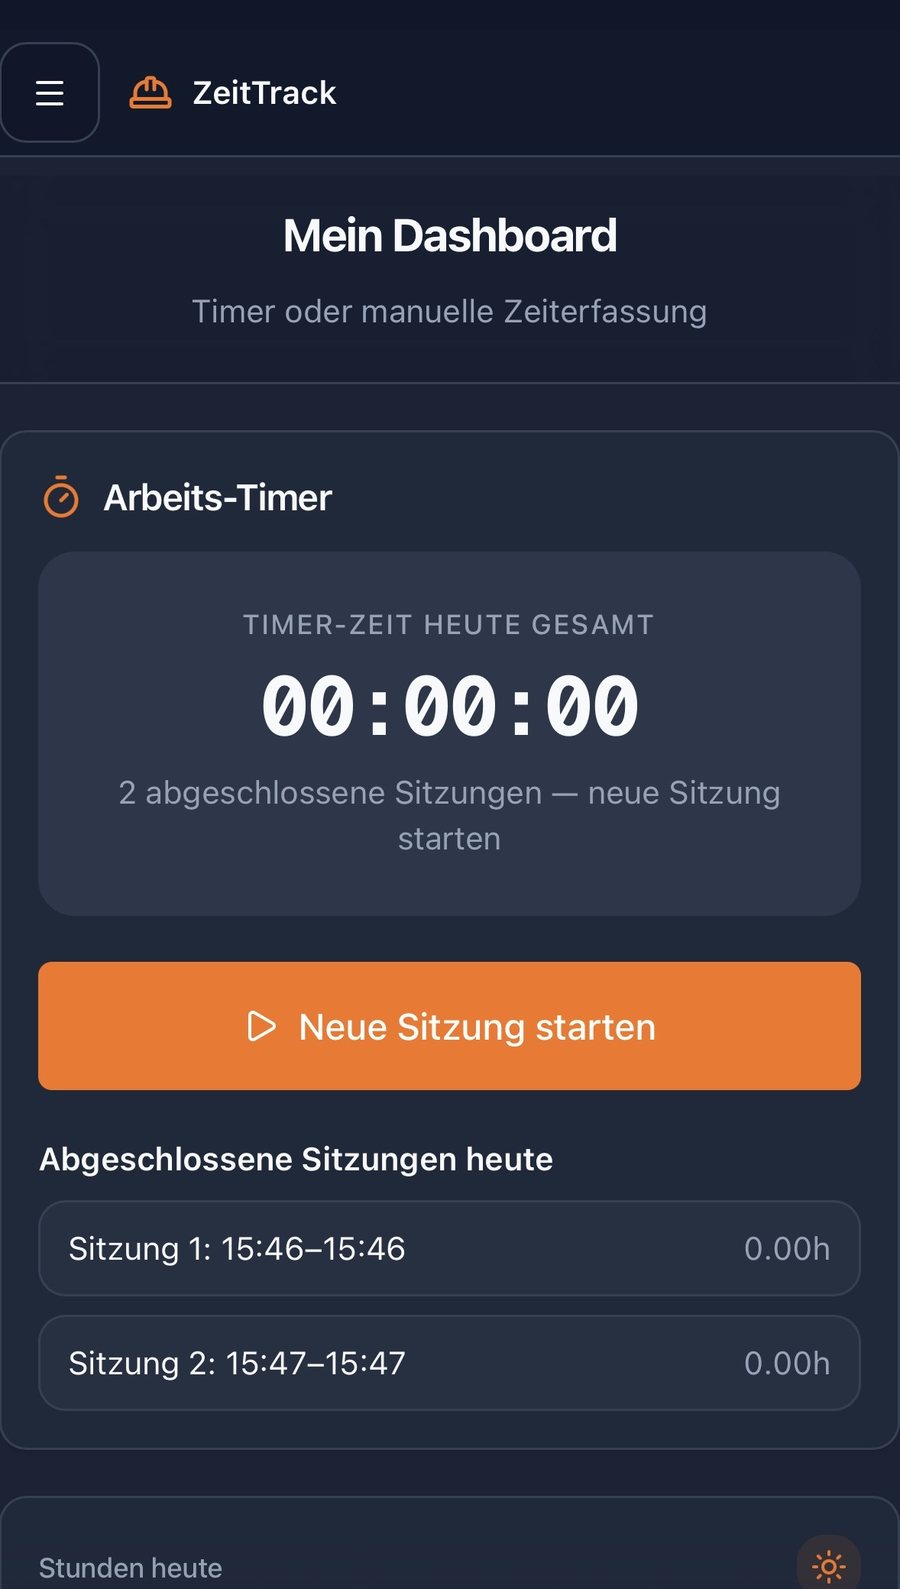 ZeitTrack
Mein Dashboard
Timer oder manuelle Zeiterfassung
Arbeits-Timer
TIMER-ZEIT HEUTE GESAMT
00:00:00
2 abgeschlossene Sitzungen — neue Sitzung
starten
Neue Sitzung starten
Abgeschlossene Sitzungen heute
Sitzung 1: 15:46–15:46 0.00h
Sitzung 2: 15:47–15:47 0.00h
Stunden heute